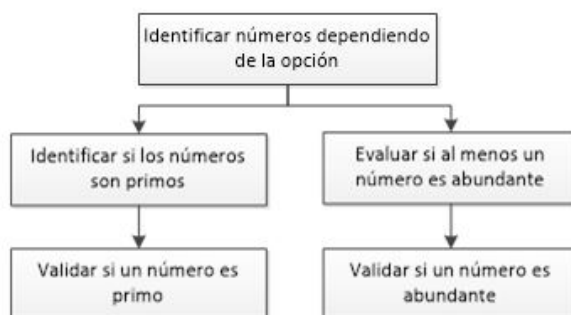 Identificar números dependiendo
de la opción
Identificar si los números
son primos
Evaluar si al menos un
número es abundante
Validar si un número es
primo
Validar si un número es
abundante